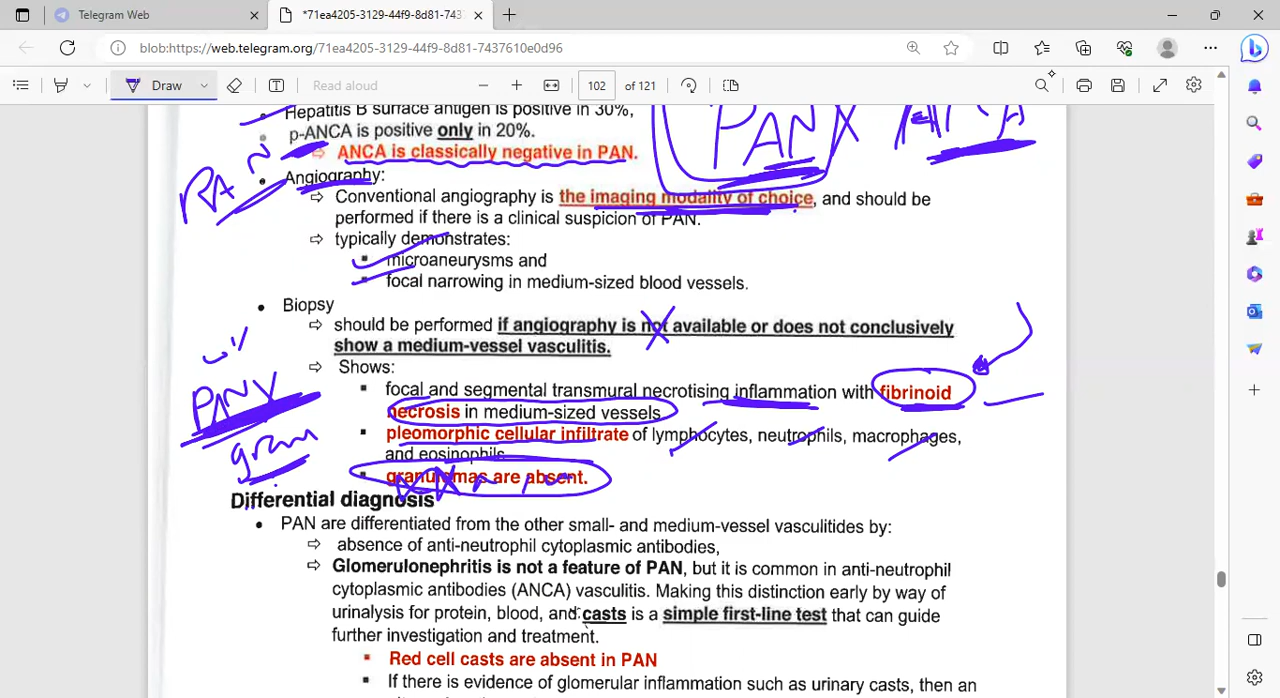 Telegram Web
*71ea4205-3129-44f9-8d81-7437
blob:https://web.telegram.org/71ea4205-3129-44f9-8d81-7437610e0d96
Draw
Read aloud
102 of 121
Hepatitis B surface antigen is positive in 30%,
p-ANCA is positive only in 20%.
PAN X
ANCA is classically negative in PAN.
Angiography:
Conventional angiography is the imaging modality of choice, and should be
performed if there is a clinical suspicion of PAN.
typically demonstrates:
microaneurysms and
focal narrowing in medium-sized blood vessels.
Biopsy
should be performed if angiography is not available or does not conclusively
show a medium-vessel vasculitis.
Shows:
focal and segmental transmural necrotising inflammation with fibrinoid
necrosis in medium-sized vessels
PAN X
pleomorphic cellular infiltrate of lymphocytes, neutrophils, macrophages,
and eosinophils.
gram
granulomas are absent.
Differential diagnosis
PAN are differentiated from the other small- and medium-vessel vasculitides by:
absence of anti-neutrophil cytoplasmic antibodies,
Glomerulonephritis is not a feature of PAN, but it is common in anti-neutrophil
cytoplasmic antibodies (ANCA) vasculitis. Making this distinction early by way of
urinalysis for protein, blood, and casts is a simple first-line test that can guide
further investigation and treatment.
Red cell casts are absent in PAN
If there is evidence of glomerular inflammation such as urinary casts, then an